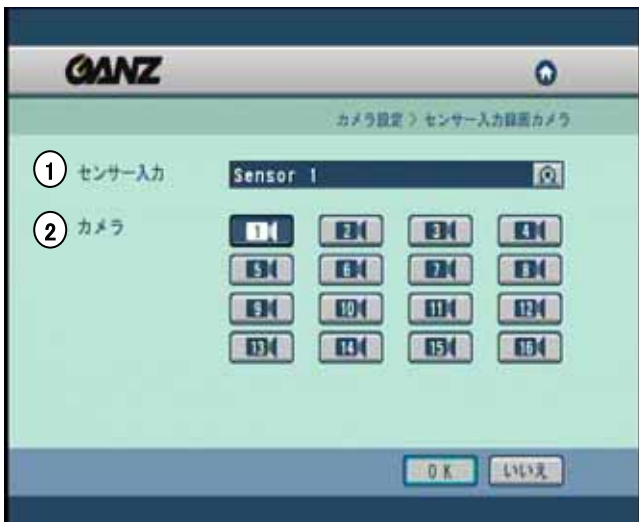 GANZ
カメラ設定 > センサー入力録画カメラ
① センサー入力 Sensor 1
② カメラ 1 2 3 4
5 6 7 8
9 10 11 12
13 14 15 16
OK いいえ